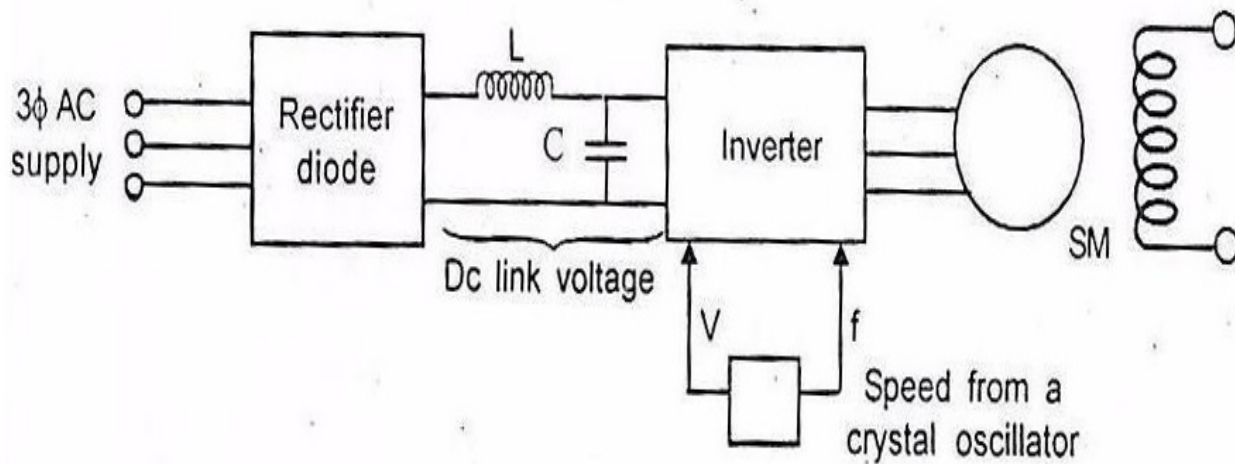 3ϕ AC
supply
Rectifier
diode
L
C
Inverter
SM
Dc link voltage
V
f
Speed from a
crystal oscillator